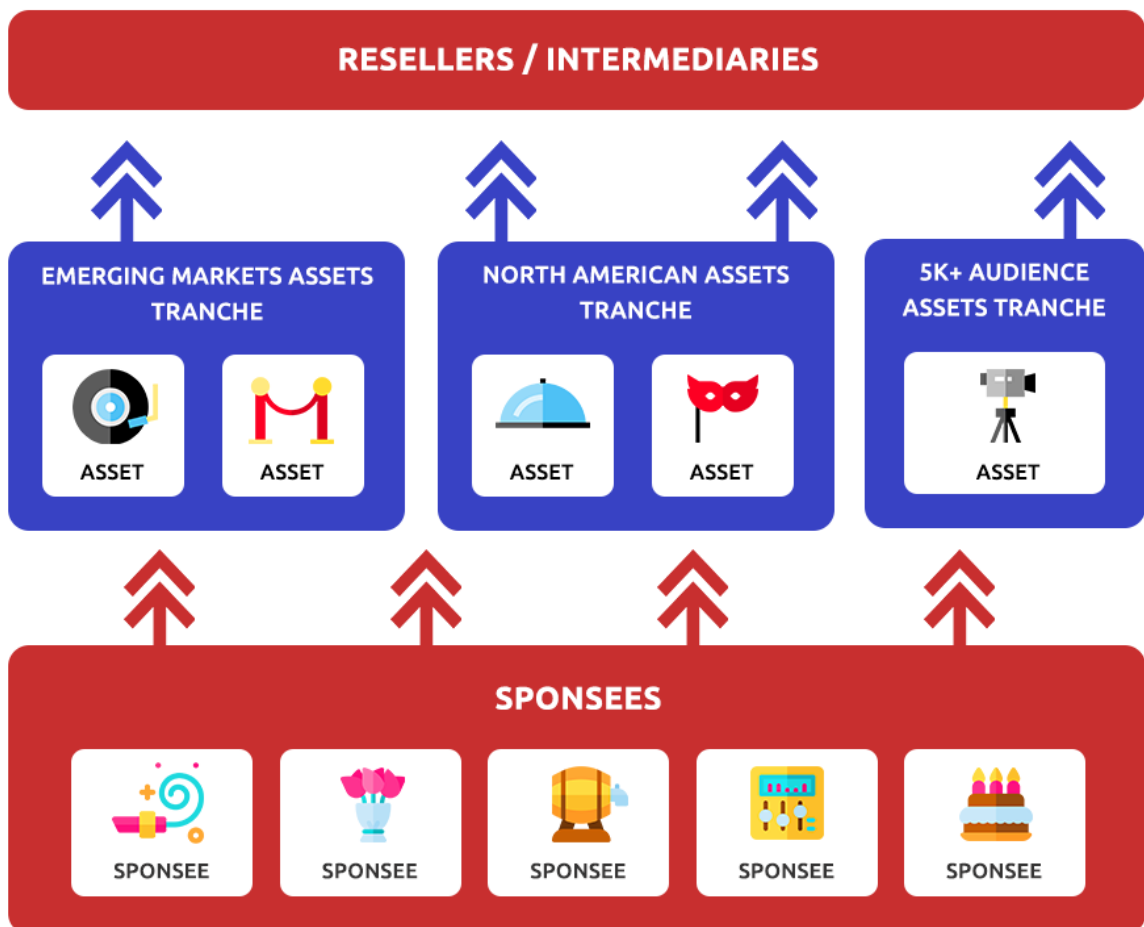 RESELLERS / INTERMEDIARIES
EMERGING MARKETS ASSETS
TRANCHE
ASSET
ASSET
NORTH AMERICAN ASSETS
TRANCHE
ASSET
ASSET
5K+ AUDIENCE
ASSETS TRANCHE
ASSET
SPONSEES
SPONSEE
SPONSEE
SPONSEE
SPONSEE
SPONSEE